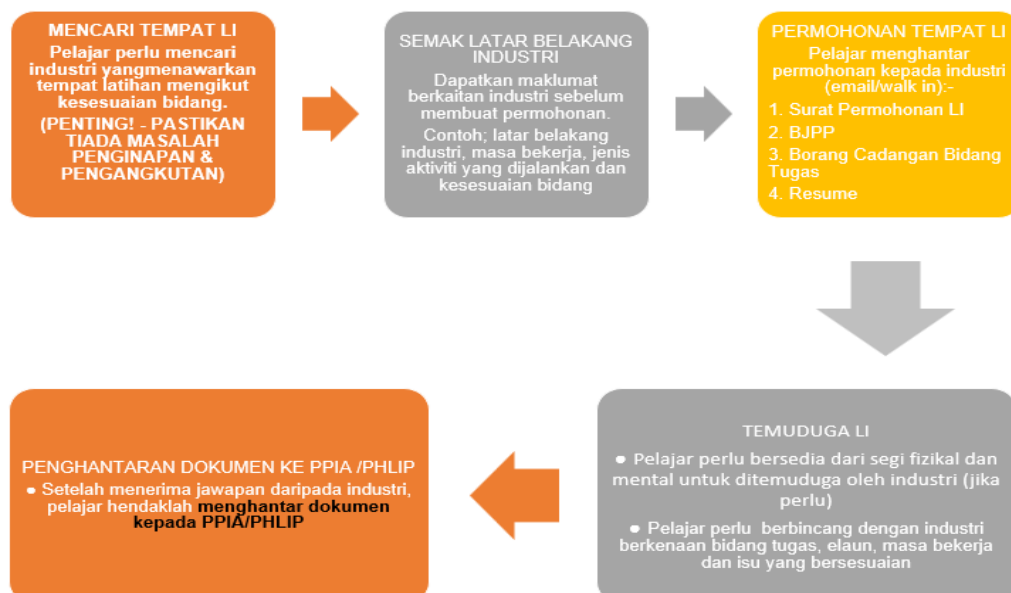 MENCARI TEMPAT LI
Pelajar perlu mencari
industri yangmenawarkan
tempat latihan mengikut
kesesuaian bidang.
(PENTING! - PASTIKAN
TIADA MASALAH
PENGINAPAN &
PENGANGKUTAN)
SEMAK LATAR BELAKANG
INDUSTRI
Dapatkan maklumat
berkaitan industri sebelum
membuat permohonan.
Contoh; latar belakang
industri, masa bekerja, jenis
aktiviti yang dijalankan dan
kesesuaian bidang
PERMOHONAN TEMPAT LI
Pelajar menghantar
permohonan kepada industri
(email/walk in):-
1. Surat Permohonan LI
2. BJPP
3. Borang Cadangan Bidang
Tugas
4. Resume
TEMUDUGA LI
● Pelajar perlu bersedia dari segi fizikal dan
mental untuk ditemuduga oleh industri (jika
perlu)
● Pelajar perlu berbincang dengan industri
berkenaan bidang tugas, elaun, masa bekerja
dan isu yang bersesuaian
PENGHANTARAN DOKUMEN KE PPIA /PHLIP
● Setelah menerima jawapan daripada industri,
pelajar hendaklah menghantar dokumen
kepada PPIA/PHLIP